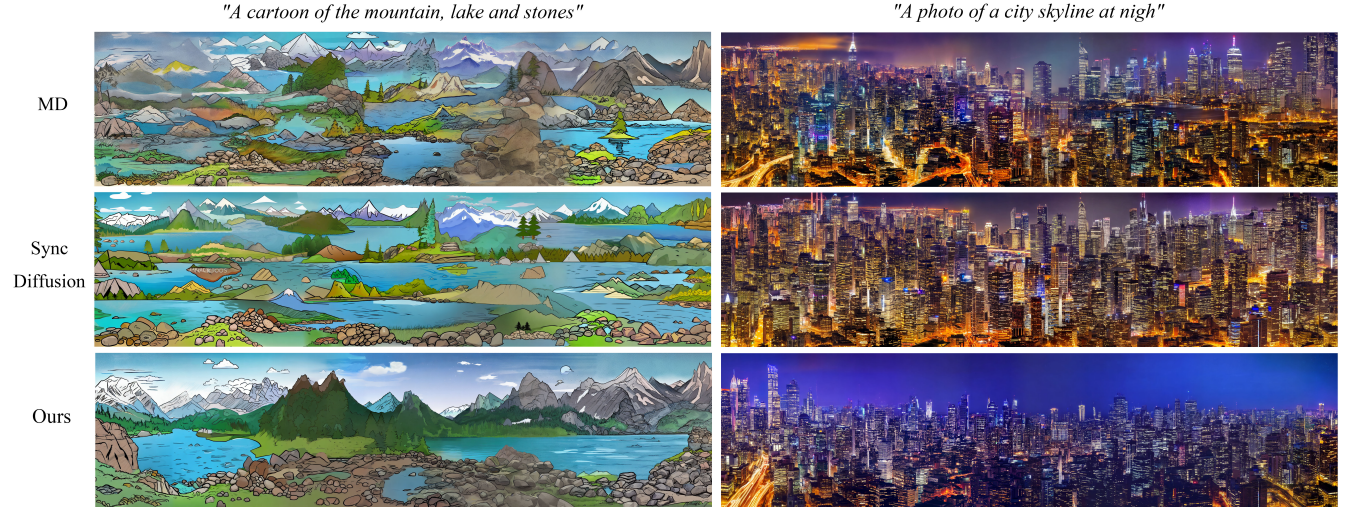 "A cartoon of the mountain, lake and stones"
"A photo of a city skyline at nigh"
MD
Sync
Diffusion
Ours